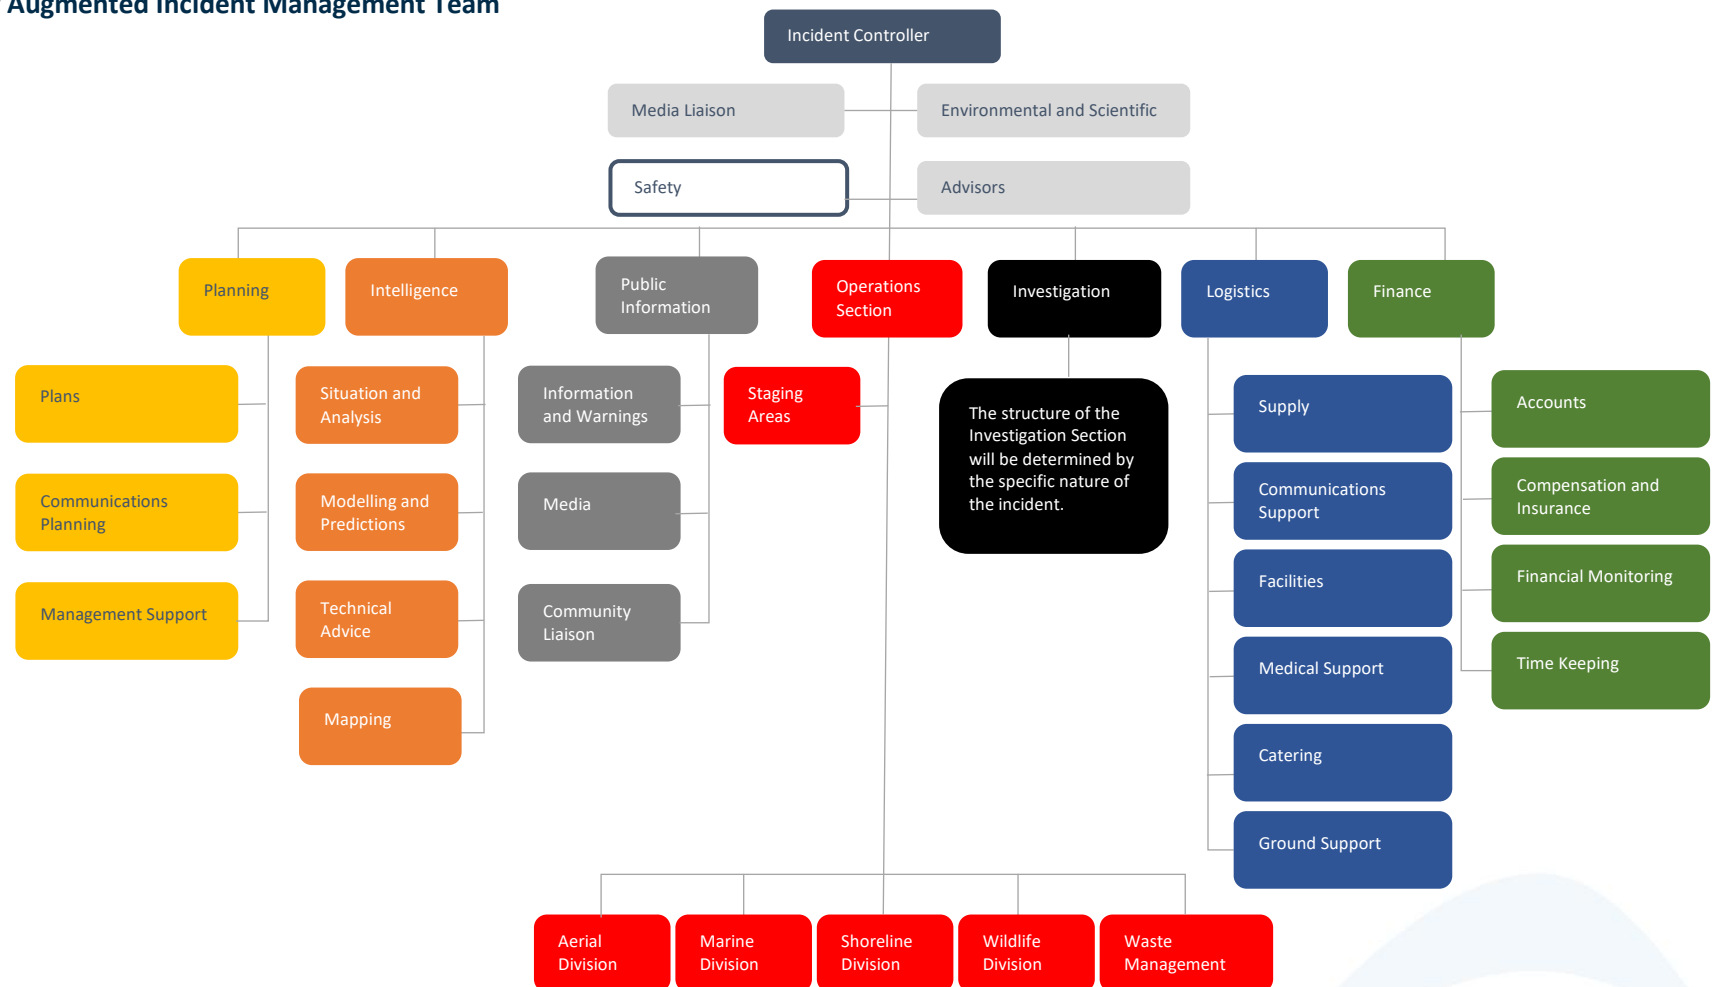 Augmented Incident Management Team
Incident Controller
Media Liaison
Environmental and Scientific
Safety
Advisors
Planning
Intelligence
Public
Information
Operations
Section
Investigation
Logistics
Finance
Plans
Communications
Planning
Management Support
Situation and
Analysis
Modelling and
Predictions
Technical
Advice
Mapping
Information
and Warnings
Media
Community
Liaison
Staging
Areas
The structure of the
Investigation Section
will be determined by
the specific nature of
the incident.
Supply
Communications
Support
Facilities
Medical Support
Catering
Ground Support
Accounts
Compensation and
Insurance
Financial Monitoring
Time Keeping
Aerial
Division
Marine
Division
Shoreline
Division
Wildlife
Division
Waste
Management